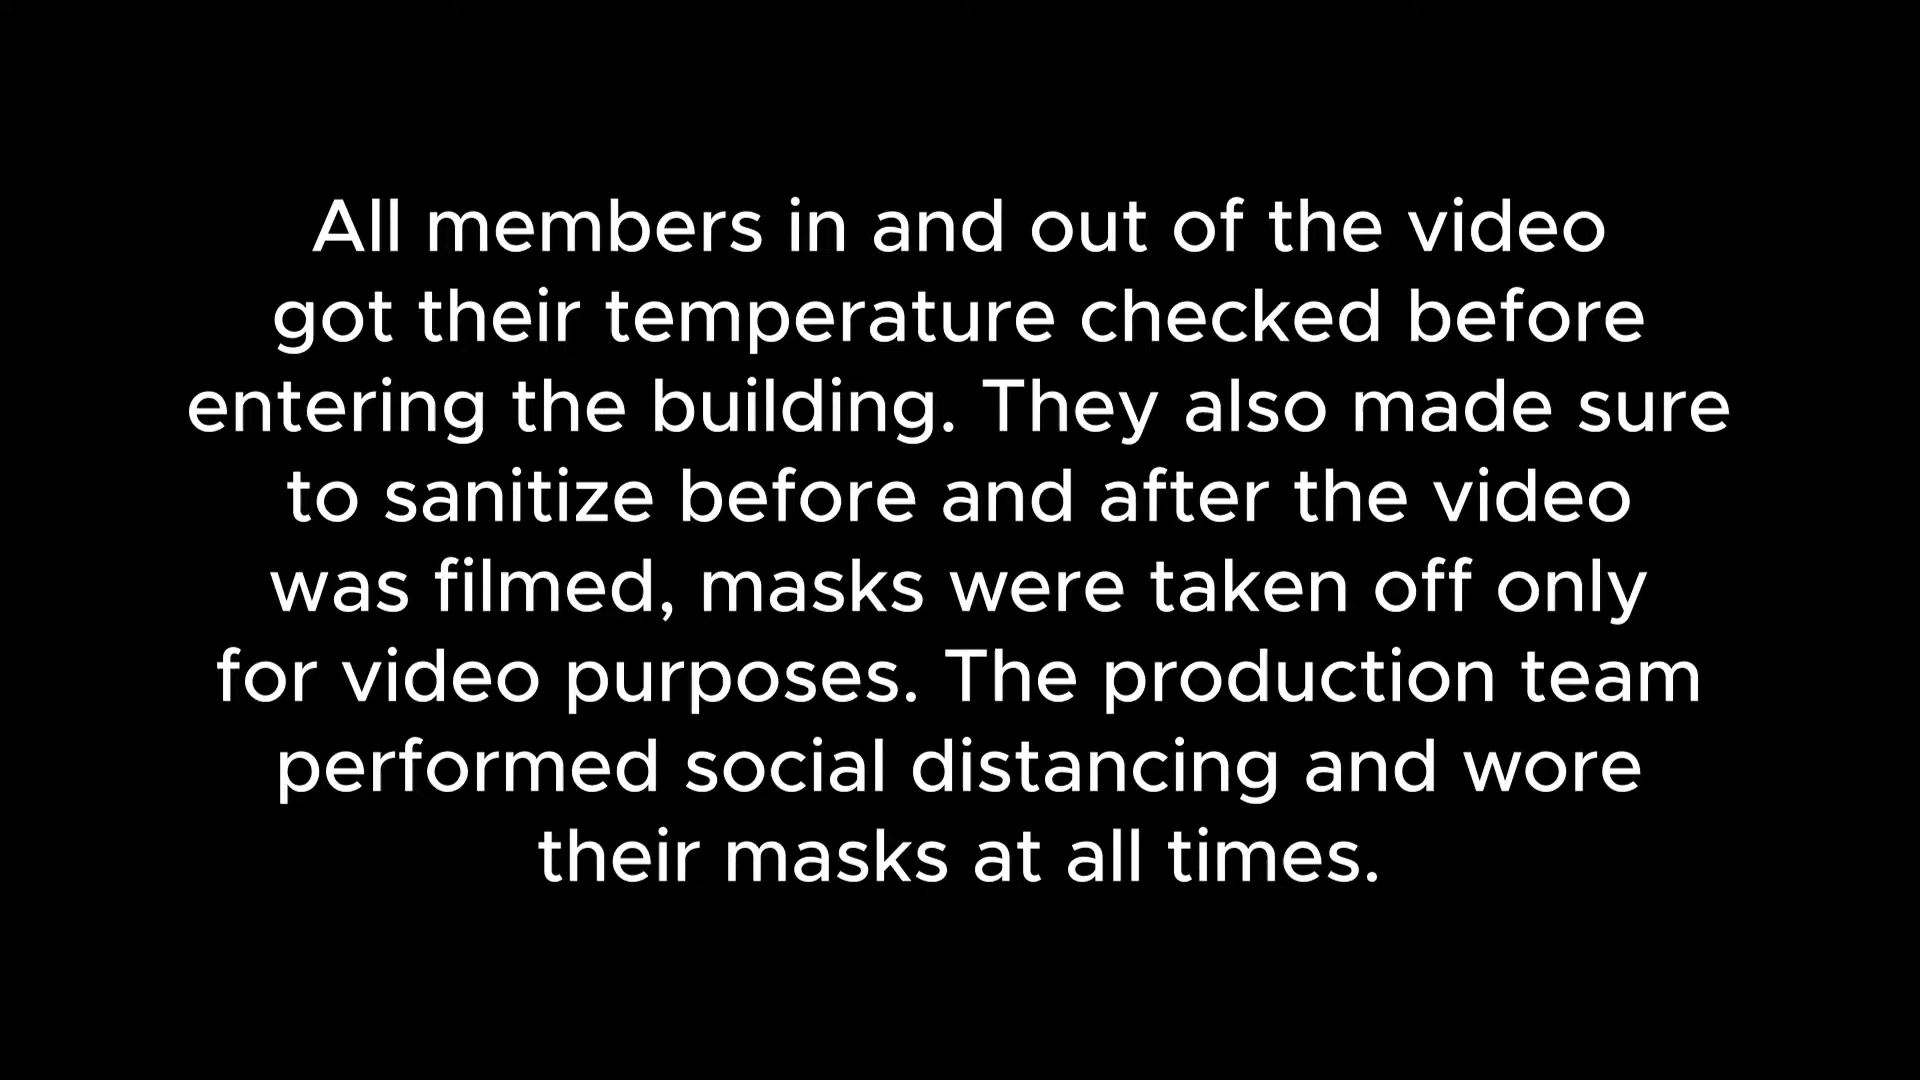 All members in and out of the video
got their temperature checked before
entering the building. They also made sure
to sanitize before and after the video
was filmed, masks were taken off only
for video purposes. The production team
performed social distancing and wore
their masks at all times.